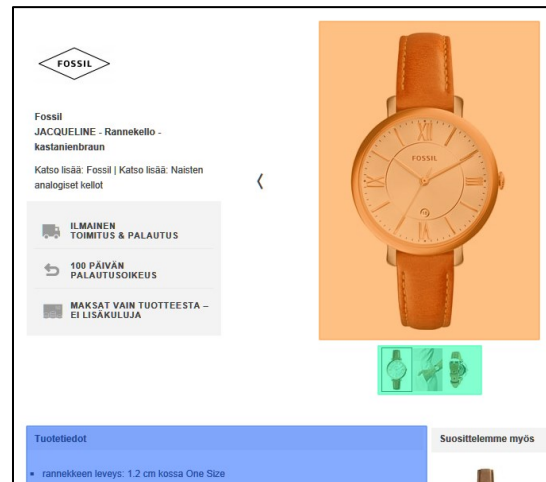 FOSSIL
Fossil
JACQUELINE - Rannekello -
kastanienbraun
Katso lisää: Fossil | Katso lisää: Naisten
analogiset kellot
ILMAINEN
TOIMITUS & PALAUTUS
100 PÄIVÄN
PALAUTUSOIKEUS
MAKSAT VAIN TUOTTEESTA –
EI LISÄKULUJA
FOSSIL
Tuotetiedot
Suosittelemme myös
rannekkeen leveys: 1.2 cm kossa One Size